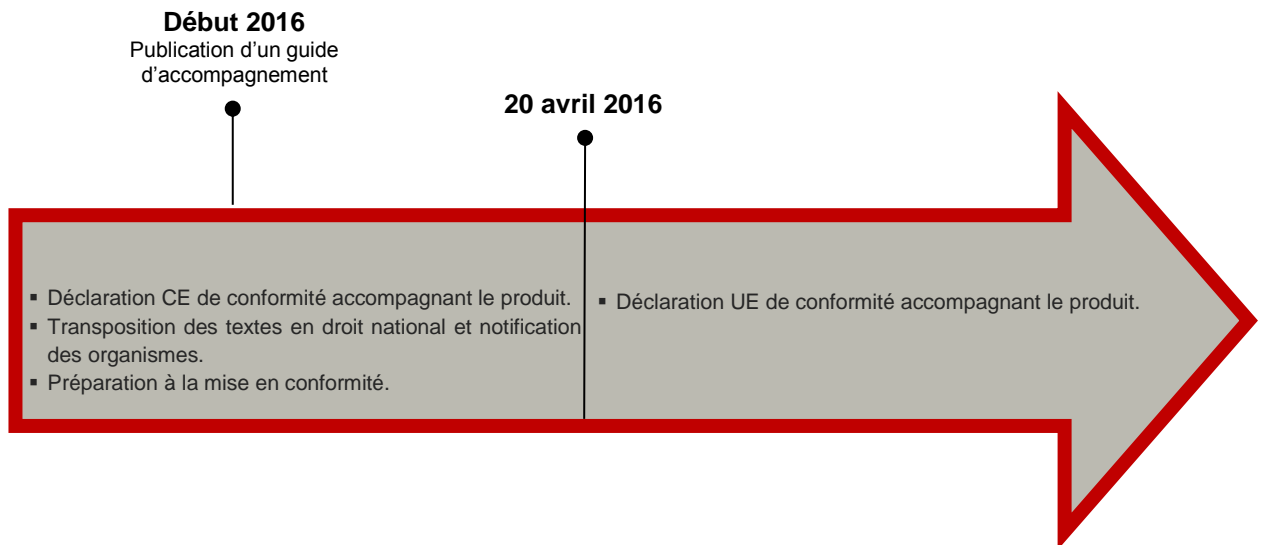 Début 2016
Publication d'un guide
d'accompagnement
20 avril 2016
▪ Déclaration CE de conformité accompagnant le produit.
▪ Transposition des textes en droit national et notification
des organismes.
▪ Préparation à la mise en conformité.
▪ Déclaration UE de conformité accompagnant le produit.